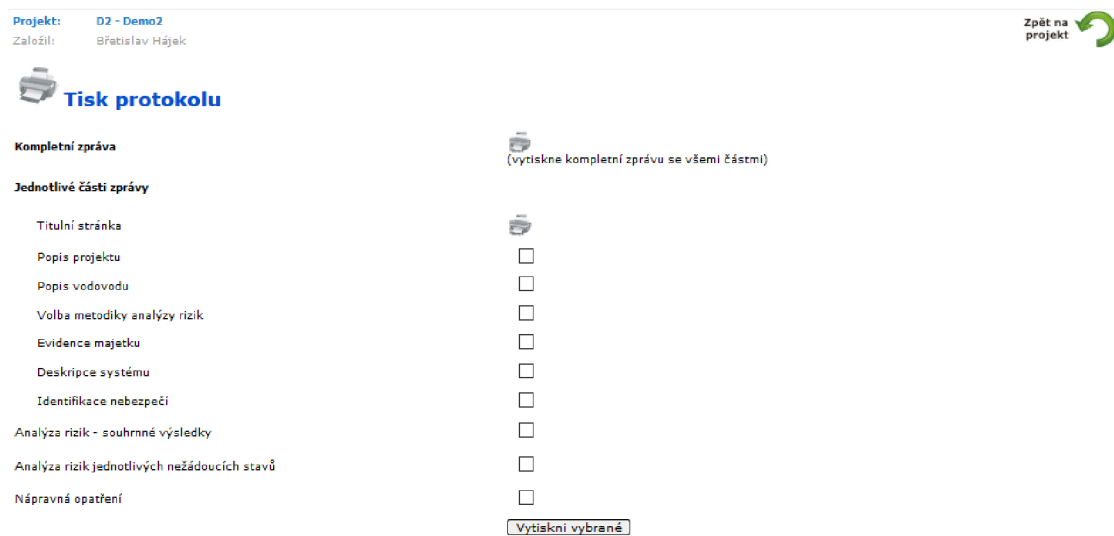 Projekt: D2 - Demo2
Založil: Břetislav Hájek
Zpět na
projekt
Tisk protokolu
Kompletní zpráva
(vytiskne kompletní zprávu se všemi částmi)
Jednotlivé části zprávy
Titulní stránka
Popis projektu
Popis vodovodu
Volba metodiky analýzy rizik
Evidence majetku
Deskripce systému
Identifikace nebezpečí
Analýza rizik - souhrnné výsledky
Analýza rizik jednotlivých nežádoucích stavů
Nápravná opatření
Vytiskni vybrané